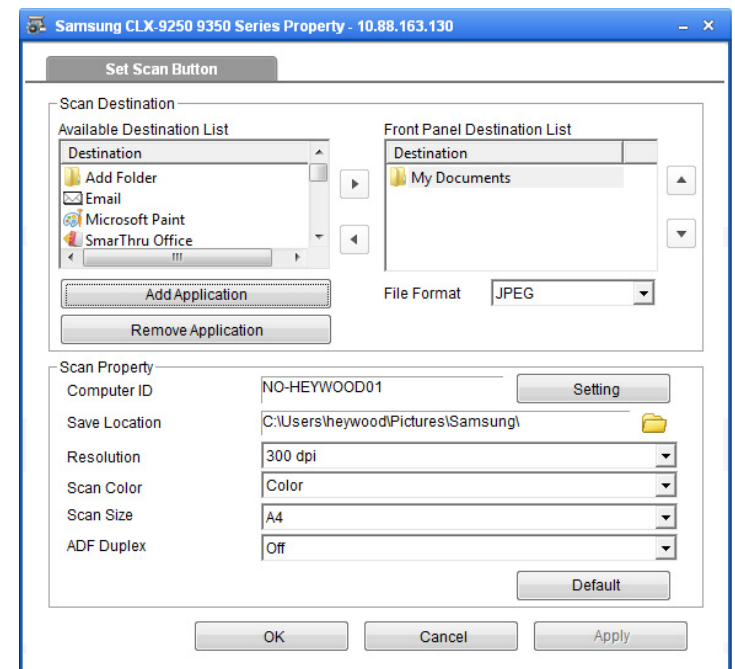 Samsung CLX-9250 9350 Series Property - 10.88.163.130
Set Scan Button
Scan Destination
Available Destination List
Destination
Add Folder
Email
Microsoft Paint
SmarThru Office
Add Application
Remove Application
Front Panel Destination List
Destination
My Documents
File Format JPEG
Scan Property
Computer ID NO-HEYWOOD01 Setting
Save Location C:\Users\heywood\Pictures\Samsung\
Resolution 300 dpi
Scan Color Color
Scan Size A4
ADF Duplex Off
Default
OK Cancel Apply